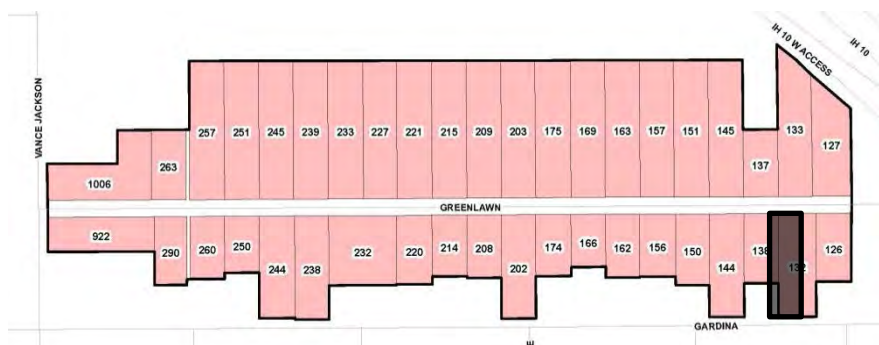 IH 10 W ACCESS
IH 10
VANCE JACKSON
257 251 245 239 233 227 221 215 209 203 175 169 163 157 151 145 133 127
263 137
1006
GREENLAWN
922 290 260 250 244 238 232 220 214 208 202 174 166 162 156 150 144 138 132 126
GARDINA